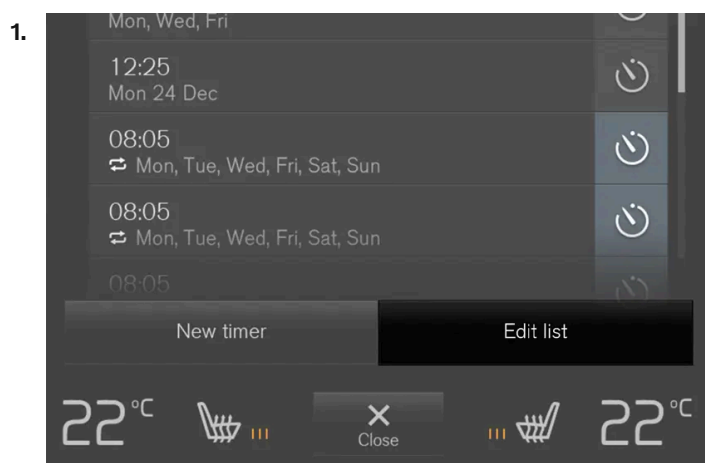 1.
Mon, Wed, Fri
12:25
Mon 24 Dec
08:05
Mon, Tue, Wed, Fri, Sat, Sun
08:05
Mon, Tue, Wed, Fri, Sat, Sun
08:05
New timer Edit list
22°C 22°C
Close